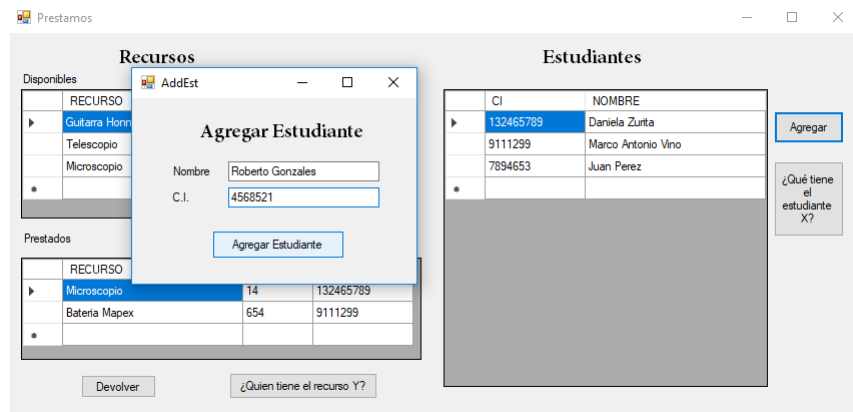 Prestamos
Recursos
Estudiantes
Disponibles
RECURSO
Guitarra Honn
Telescopio
Microscopio
AddEst
Agregar Estudiante
Nombre Roberto Gonzales
C.I. 4568521
Agregar Estudiante
CI NOMBRE
132465789 Daniela Zurita
9111299 Marco Antonio Vino
7894653 Juan Perez
Agregar
¿Qué tiene
el
estudiante
X?
Prestados
RECURSO
Microscopio 14 132465789
Bateria Mapex 654 9111299
Devolver
¿Quien tiene el recurso Y?